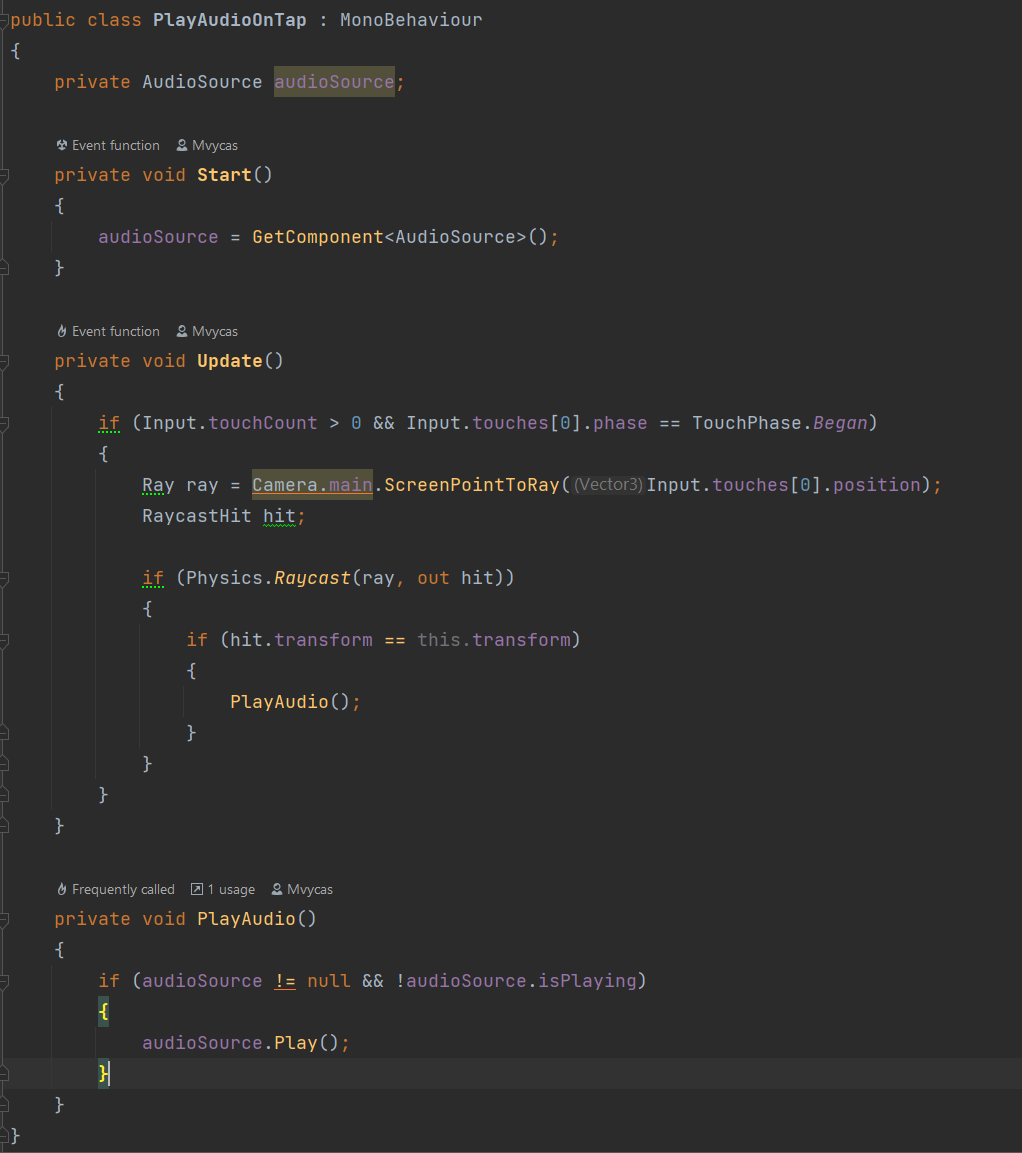 public class PlayAudioOnTap : MonoBehaviour
{
    private AudioSource audioSource;

    Event function   Mvycas
    private void Start()
    {
        audioSource = GetComponent<AudioSource>();
    }

    Event function   Mvycas
    private void Update()
    {
        if (Input.touchCount > 0 && Input.touches[0].phase == TouchPhase.Began)
        {
            Ray ray = Camera.main.ScreenPointToRay((Vector3)Input.touches[0].position);
            RaycastHit hit;

            if (Physics.Raycast(ray, out hit))
            {
                if (hit.transform == this.transform)
                {
                    PlayAudio();
                }
            }
        }
    }

    Frequently called   1 usage   Mvycas
    private void PlayAudio()
    {
        if (audioSource != null && !audioSource.isPlaying)
        {
            audioSource.Play();
        }
    }
}